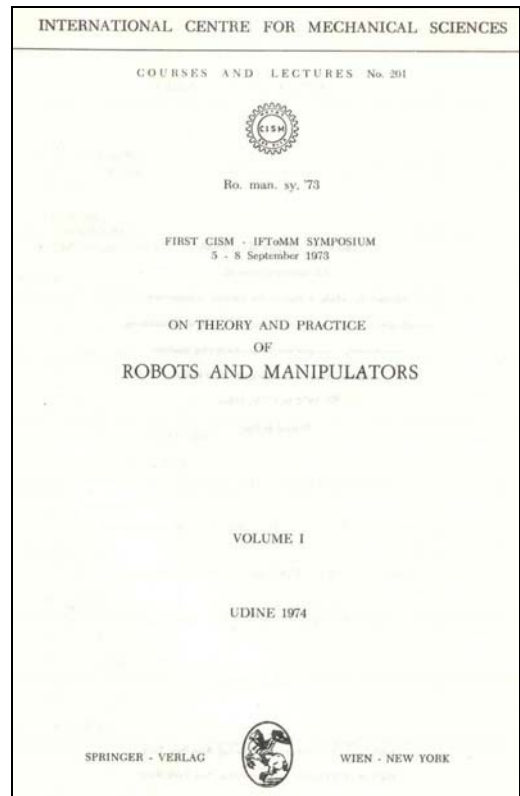 INTERNATIONAL CENTRE FOR MECHANICAL SCIENCES
COURSES AND LECTURES No. 201
CISM
Ro. man. sy. '73
FIRST CISM - IFToMM SYMPOSIUM
5 - 8 September 1973
ON THEORY AND PRACTICE
OF
ROBOTS AND MANIPULATORS
VOLUME I
UDINE 1974
SPRINGER - VERLAG WIEN - NEW YORK